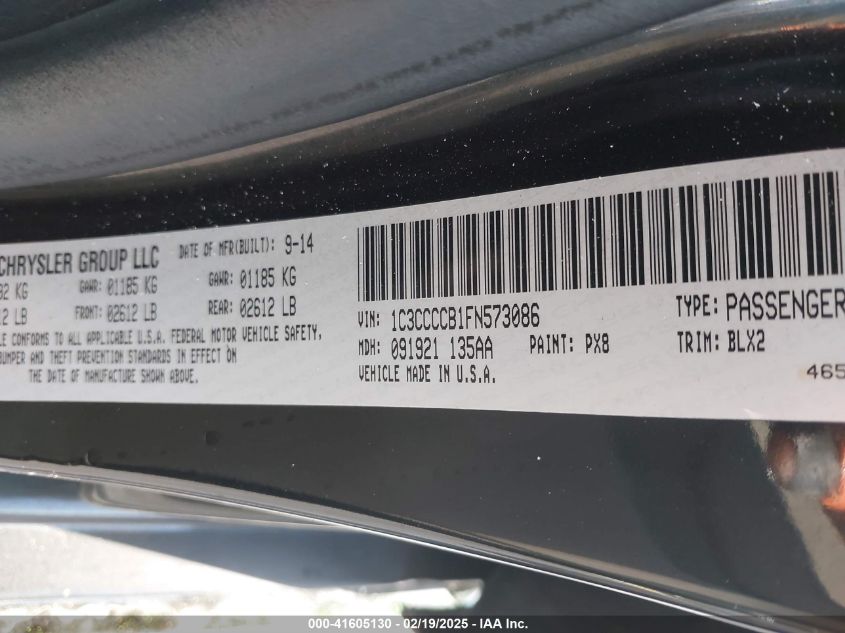 CHRYSLER GROUP LLC DATE OF MFR(BUILT): 9-14
KG GAWR: 01185 KG GAWR: 01185 KG
LB FRONT: 02612 LB REAR: 02612 LB
CONFORMS TO ALL APPLICABLE U.S.A. FEDERAL MOTOR VEHICLE SAFETY,
BUMPER AND THEFT PREVENTION STANDARDS IN EFFECT ON
THE DATE OF MANUFACTURE SHOWN ABOVE.
VIN: 1C3CCCCB1FN573086 TYPE: PASSENGER
MDH: 091921 135AA PAINT: PX8 TRIM: BLX2
VEHICLE MADE IN U.S.A. 465
000-41605130 - 02/19/2025 - IAA Inc.